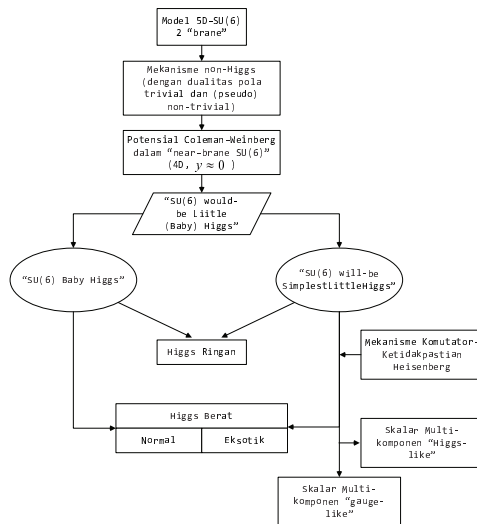 Model 5D-SU(6)
2 "brane"
Mekanisme non-Higgs
(dengan dualitas pola
trivial dan (pseudo)
non-trivial)
Potensial Coleman-Weinberg
dalam "near-brane SU(6)"
(4D, y ≈ 0 )
"SU(6) would-
be Liitle
(Baby) Higgs"
"SU(6) Baby Higgs"
"SU(6) will-be
SimplestLittleHiggs"
Higgs Ringan
Mekanisme Komutator-
Ketidakpastian
Heisenberg
Higgs Berat
Normal
Eksotik
Skalar Multi-
komponen "Higgs-
like"
Skalar Multi-
komponen "gauge-
like"